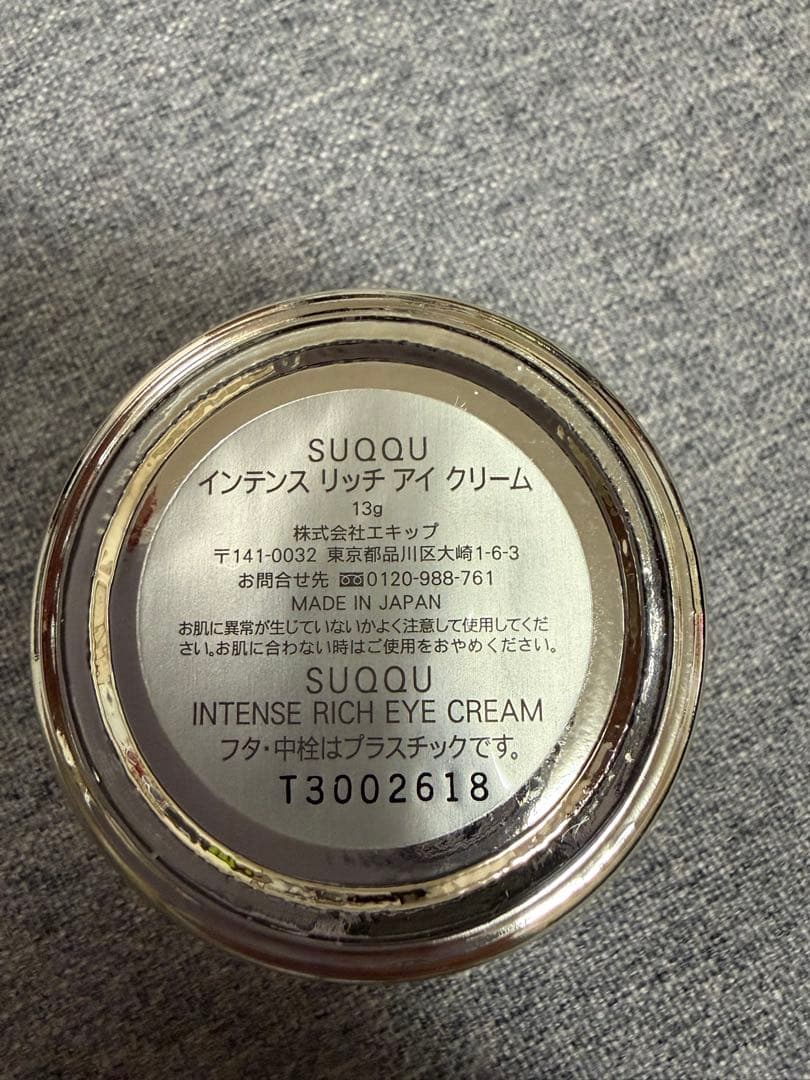 SUQQU
インテンス リッチ アイ クリーム
13g
株式会社エキップ
〒141-0032 東京都品川区大崎1-6-3
お問合せ先 0120-988-761
MADE IN JAPAN
お肌に異常が生じていないかよく注意して使用してくだ
さい。お肌に合わない時はご使用をおやめください。
SUQQU
INTENSE RICH EYE CREAM
フタ・中栓はプラスチックです。
T3002618